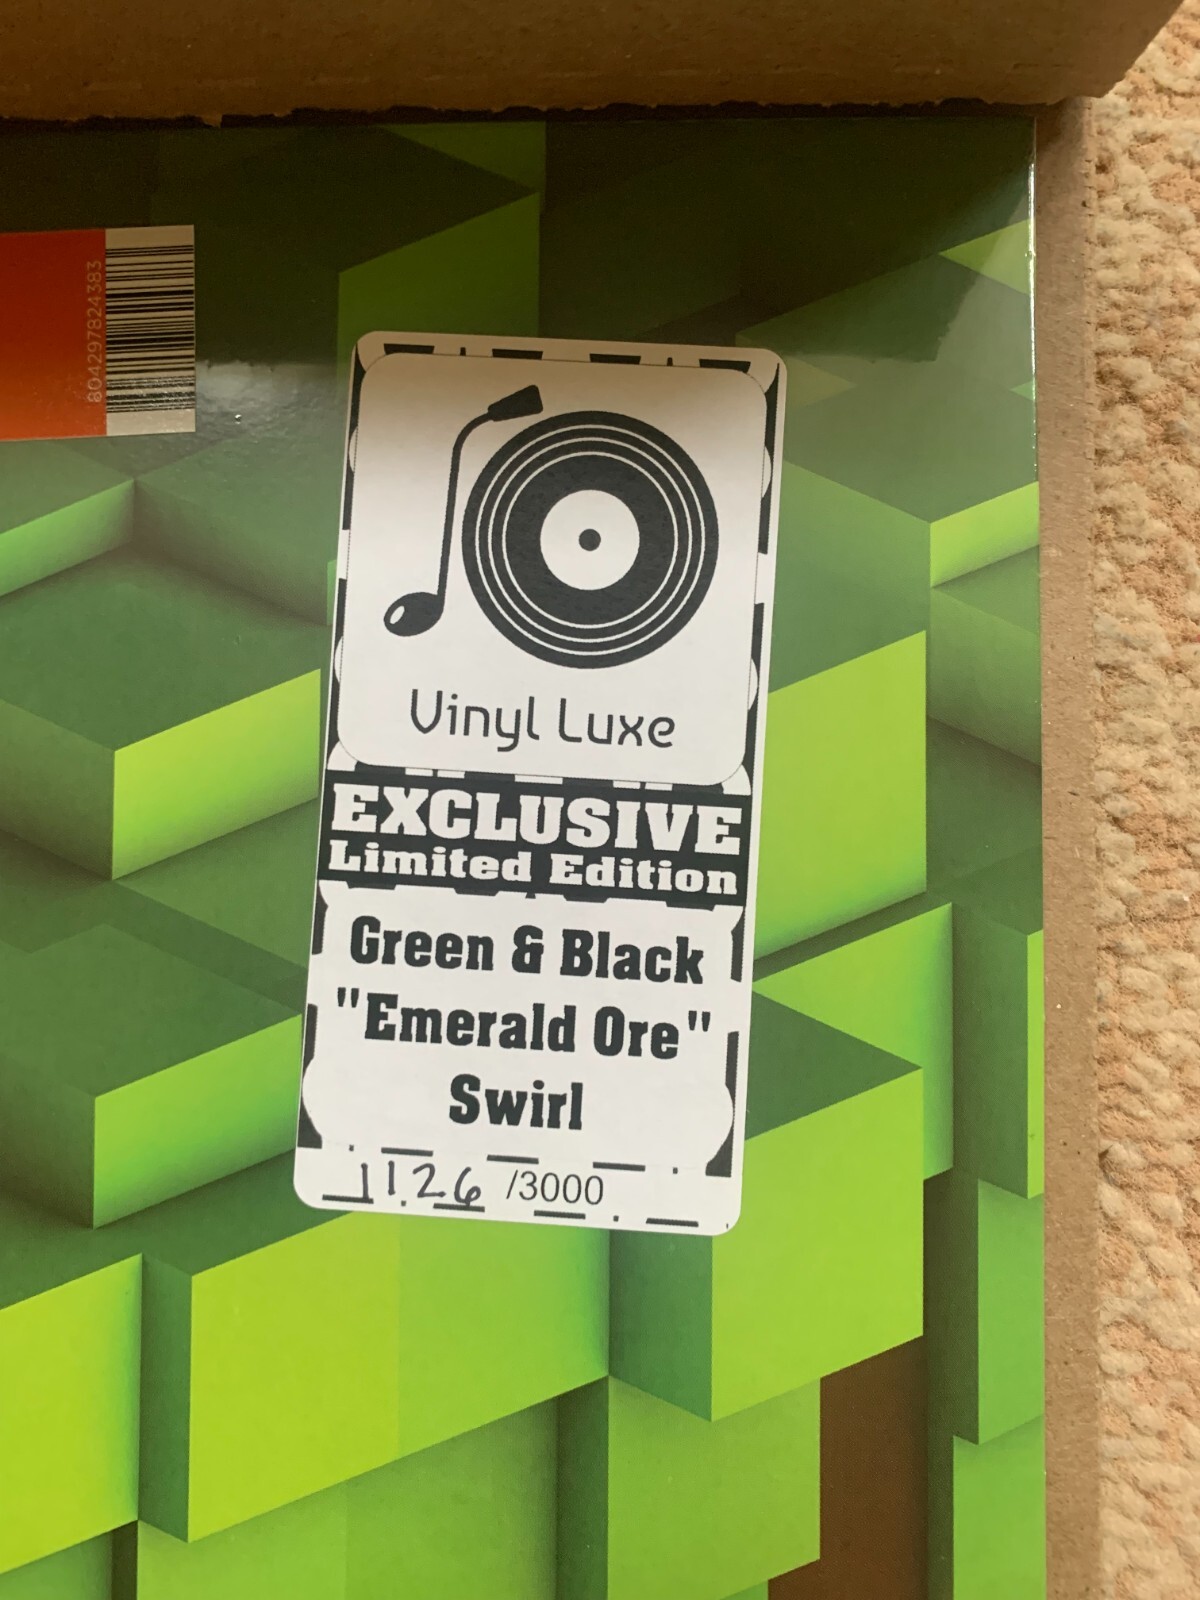 804297824383
Vinyl Luxe
EXCLUSIVE
Limited Edition
Green & Black
"Emerald Ore"
Swirl
1126 /3000